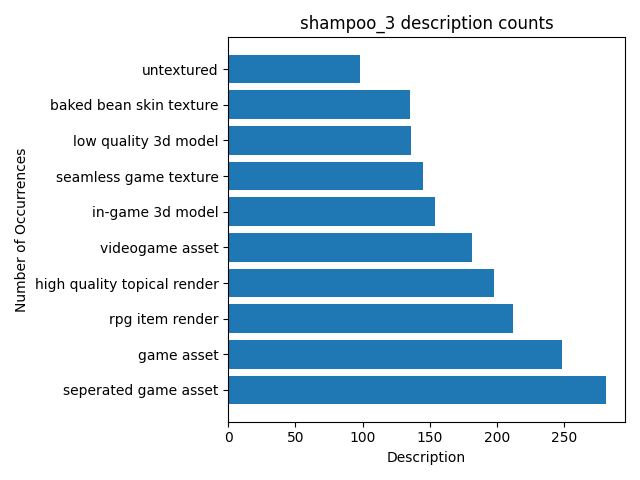 shampoo_3 description counts
untextured
baked bean skin texture
low quality 3d model
seamless game texture
in-game 3d model
videogame asset
high quality topical render
rpg item render
game asset
seperated game asset
Number of Occurrences
0 50 100 150 200 250
Description